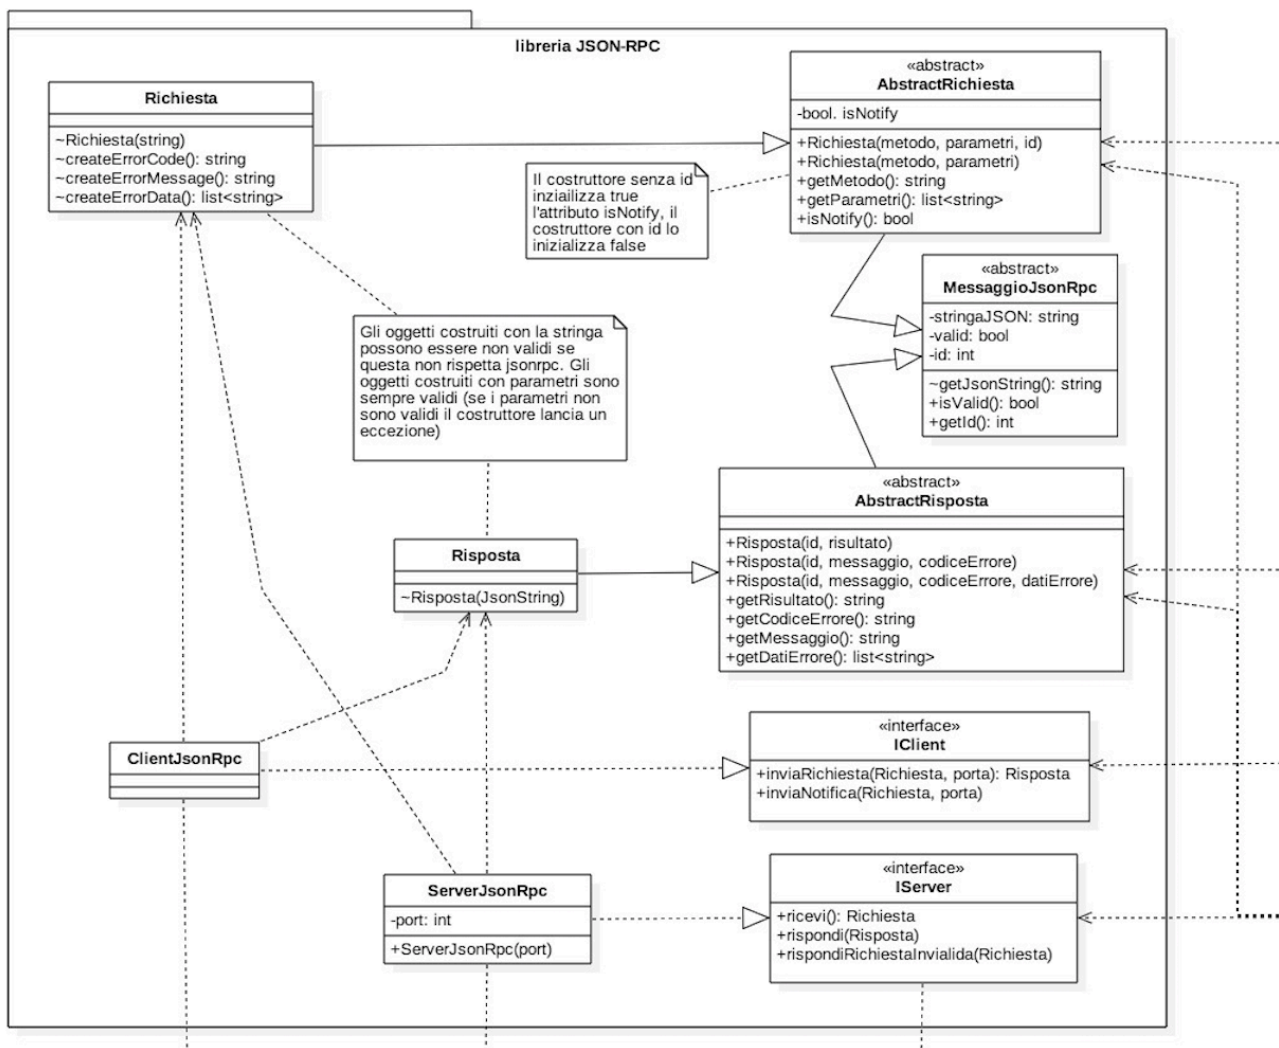 libreria JSON-RPC
Richiesta
~Richiesta(string)
~createErrorCode(): string
~createErrorMessage(): string
~createErrorData(): list<string>
«abstract»
AbstractRichiesta
-bool. isNotify
+Richiesta(metodo, parametri, id)
+Richiesta(metodo, parametri)
+getMetodo(): string
+getParametri(): list<string>
+isNotify(): bool
Il costruttore senza id
inziailizza true
l'attributo isNotify, il
costruttore con id lo
inizializza false
«abstract»
MessaggioJsonRpc
-stringaJSON: string
-valid: bool
-id: int
~getJsonString(): string
+isValid(): bool
+getId(): int
Gli oggetti costruiti con la stringa
possono essere non validi se
questa non rispetta jsonrpc. Gli
oggetti costruiti con parametri sono
sempre validi (se i parametri non
sono validi il costruttore lancia un
eccezione)
«abstract»
AbstractRisposta
+Risposta(id, risultato)
+Risposta(id, messaggio, codiceErrore)
+Risposta(id, messaggio, codiceErrore, datiErrore)
+getRisultato(): string
+getCodiceErrore(): string
+getMessaggio(): string
+getDatiErrore(): list<string>
Risposta
~Risposta(JsonString)
ClientJsonRpc
«interface»
IClient
+inviaRichiesta(Richiesta, porta): Risposta
+inviaNotifica(Richiesta, porta)
ServerJsonRpc
-port: int
+ServerJsonRpc(port)
«interface»
IServer
+ricevi(): Richiesta
+rispondi(Risposta)
+rispondiRichiestaInvialida(Richiesta)